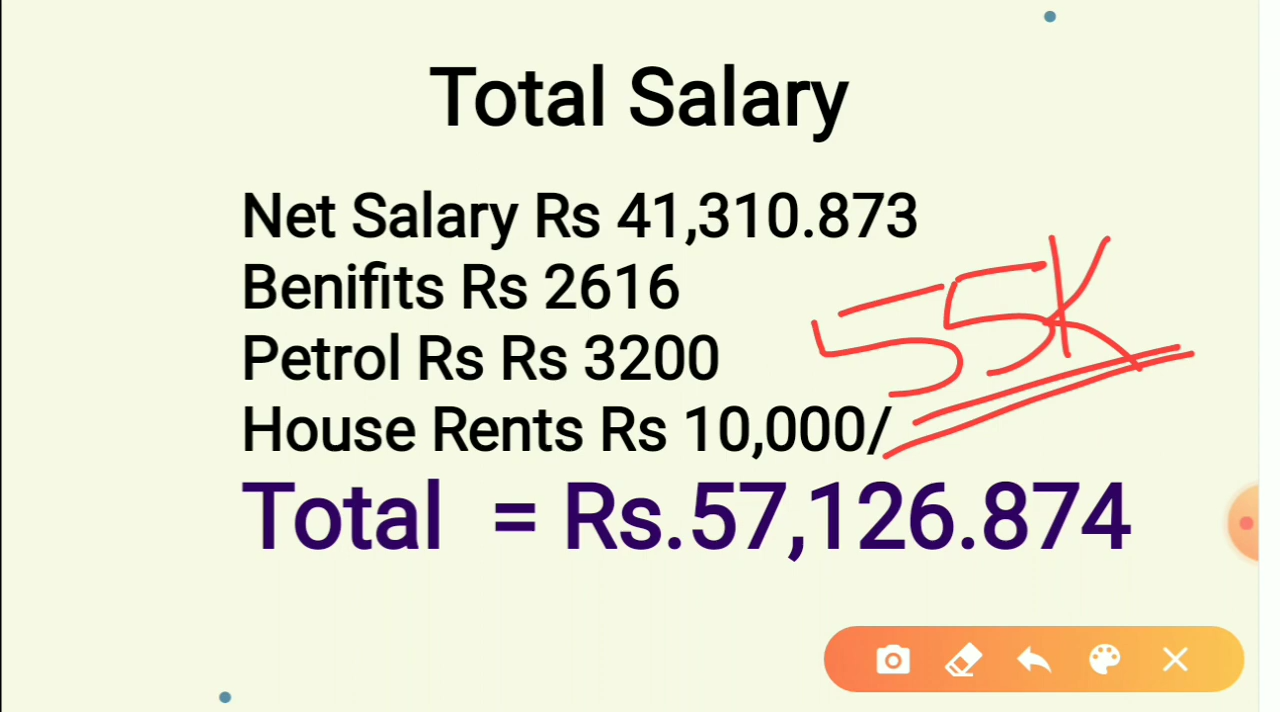 Total Salary
Net Salary Rs 41,310.873
Benifits Rs 2616
Petrol Rs Rs 3200
55K
House Rents Rs 10,000/
Total = Rs.57,126.874